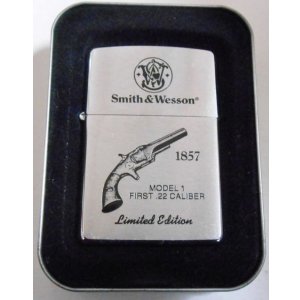 Smith & Wesson®
1857
MODEL 1
FIRST .22 CALIBER
Limited Edition